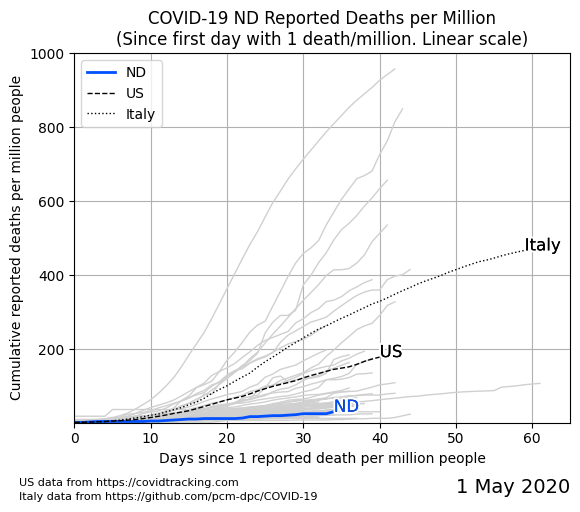 COVID-19 ND Reported Deaths per Million
(Since first day with 1 death/million. Linear scale)
Cumulative reported deaths per million people
1000
800
600
400
200
ND
US
Italy
Italy
US
ND
0
10
20
30
40
50
60
Days since 1 reported death per million people
US data from https://covidtracking.com
Italy data from https://github.com/pcm-dpc/COVID-19
1 May 2020